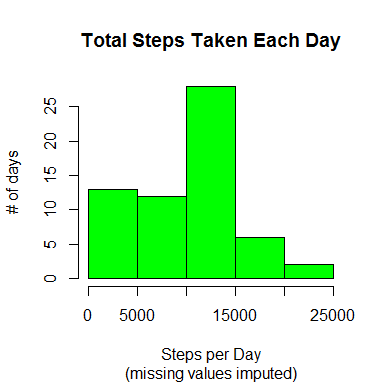 Total Steps Taken Each Day
# of days
25
20
15
10
5
0
0 5000 15000 25000
Steps per Day
(missing values imputed)